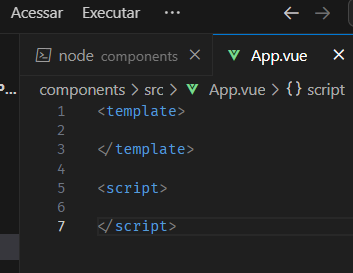 Acessar Executar ...
node components App.vue
P...
components > src > App.vue > {} script
1 <template>
2
3 </template>
4
5 <script>
6
7 </script>